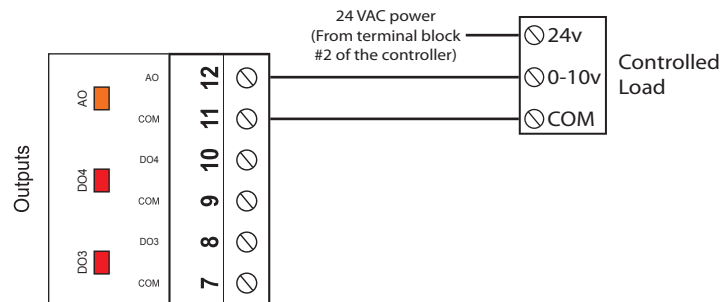 24 VAC power
(From terminal block
#2 of the controller)
24v
0-10v
COM
Controlled
Load
Outputs
AO
AO
12
COM
11
DO4
DO4
10
COM
9
DO3
DO3
8
COM
7